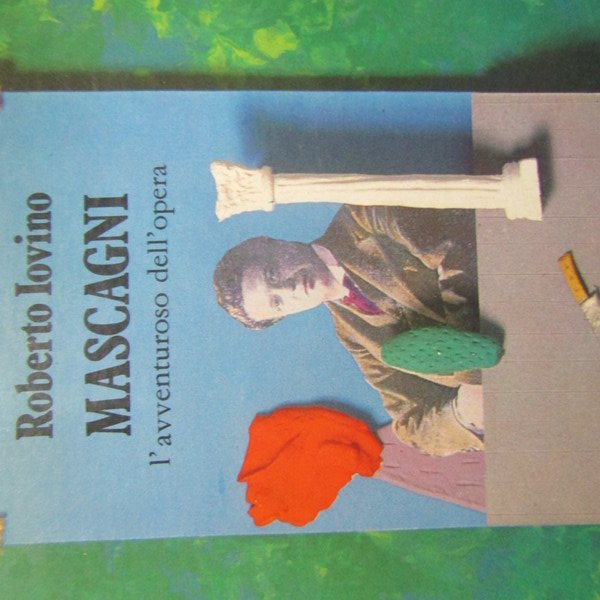 Roberto Iovino
MASCAGNI
l'avventuroso dell'opera